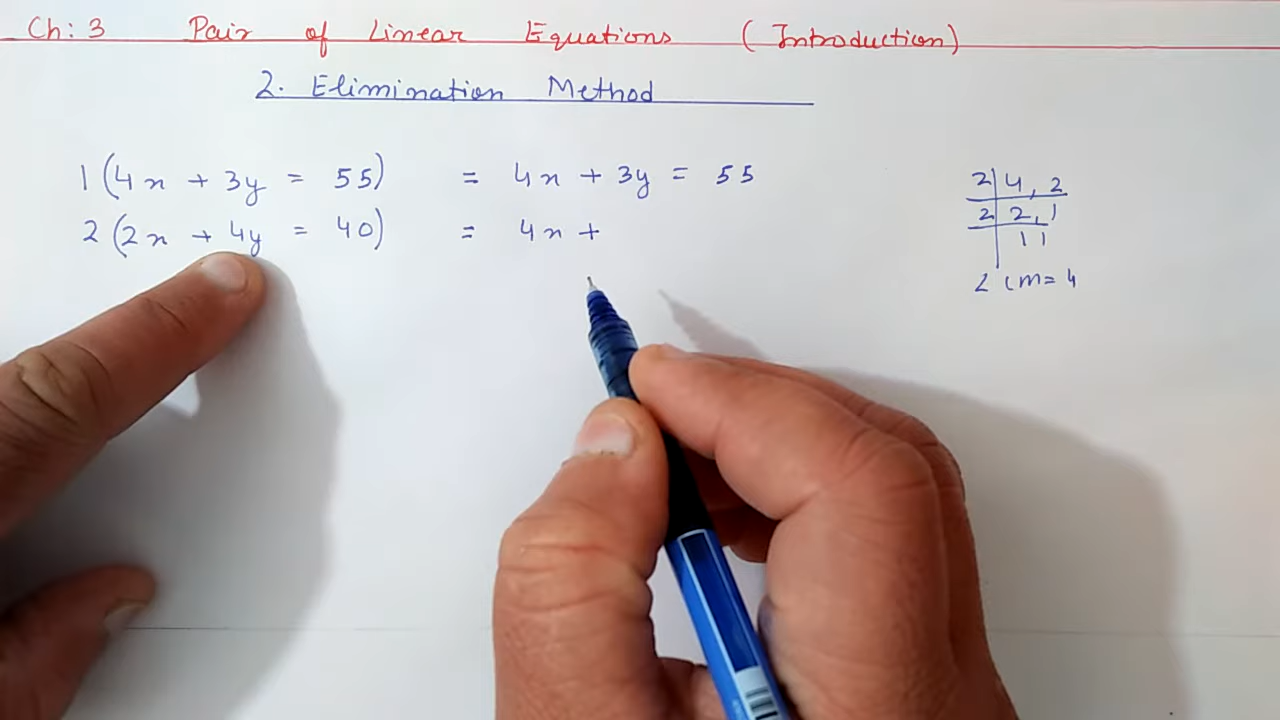 Ch: 3 Pair of Linear Equations (Introduction)
2. Elimination Method
1 (4x + 3y = 55) = 4x + 3y = 55
2 (2x + 4y = 40) = 4x +
2 | 4, 2
2 | 2, 1
| 1 1
LCM = 4